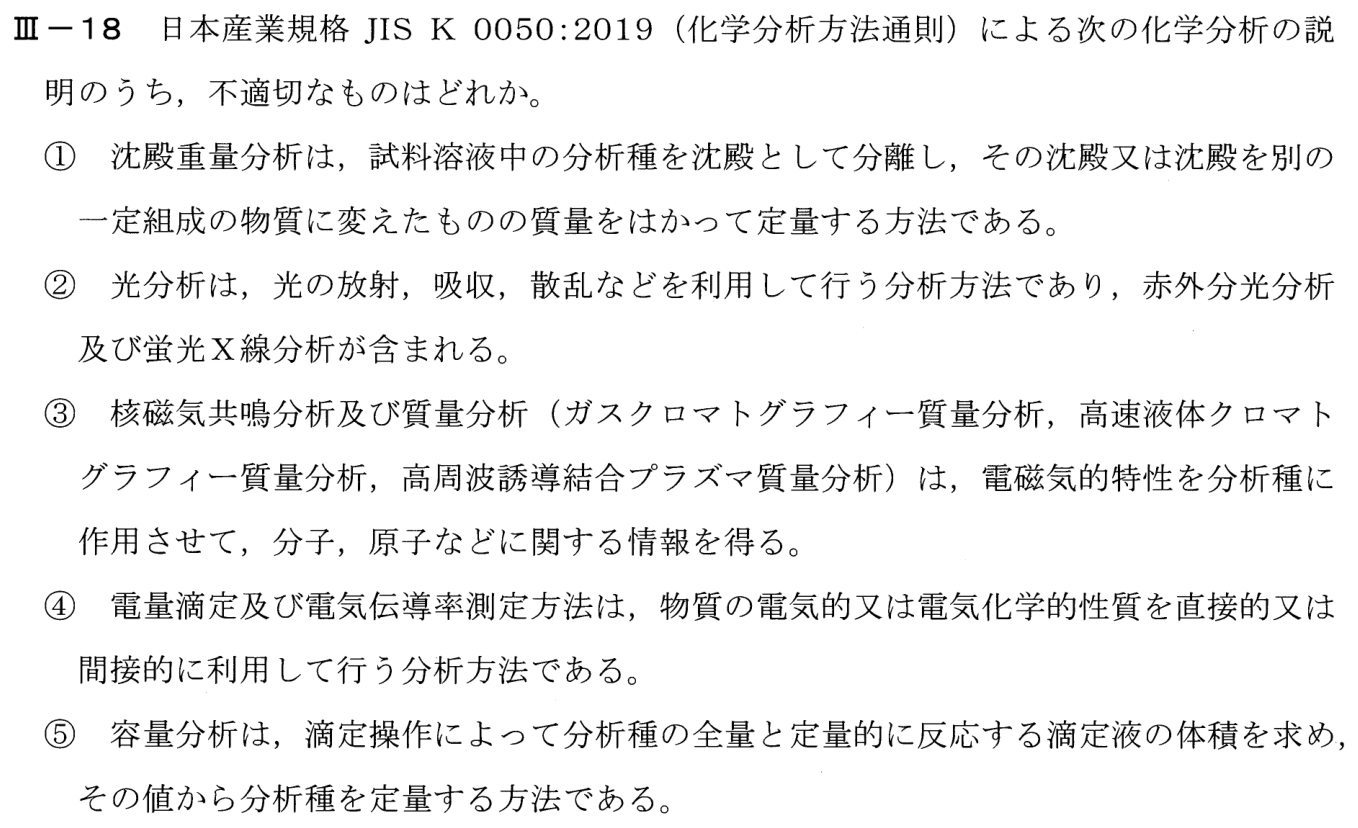 Ⅲ－18　日本産業規格 JIS K 0050:2019（化学分析方法通則）による次の化学分析の説
明のうち，不適切なものはどれか。
①　沈殿重量分析は，試料溶液中の分析種を沈殿として分離し，その沈殿又は沈殿を別の
一定組成の物質に変えたものの質量をはかって定量する方法である。
②　光分析は，光の放射，吸収，散乱などを利用して行う分析方法であり，赤外分光分析
及び蛍光X線分析が含まれる。
③　核磁気共鳴分析及び質量分析（ガスクロマトグラフィー質量分析，高速液体クロマト
グラフィー質量分析，高周波誘導結合プラズマ質量分析）は，電磁気的特性を分析種に
作用させて，分子，原子などに関する情報を得る。
④　電量滴定及び電気伝導率測定方法は，物質の電気的又は電気化学的性質を直接的又は
間接的に利用して行う分析方法である。
⑤　容量分析は，滴定操作によって分析種の全量と定量的に反応する滴定液の体積を求め，
その値から分析種を定量する方法である。